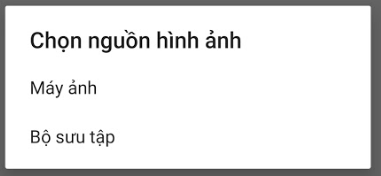 Chọn nguồn hình ảnh
Máy ảnh
Bộ sưu tập